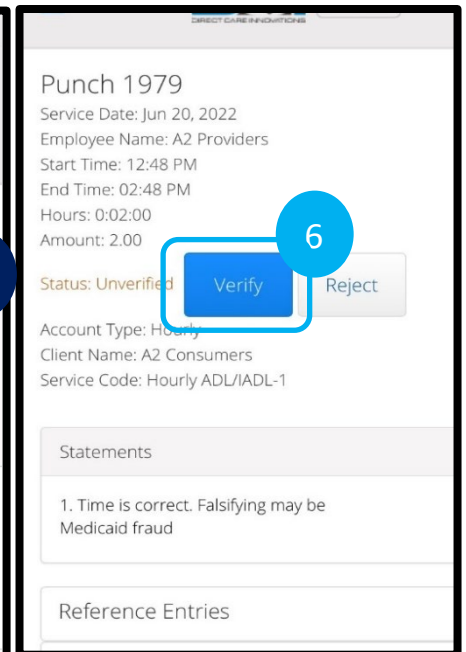 DIRECT CARE INNOVATIONS
Punch 1979
Service Date: Jun 20, 2022
Employee Name: A2 Providers
Start Time: 12:48 PM
End Time: 02:48 PM
Hours: 0:02:00
Amount: 2.00
6
Status: Unverified Verify Reject
Account Type: Hourly
Client Name: A2 Consumers
Service Code: Hourly ADL/IADL-1
Statements
1. Time is correct. Falsifying may be
Medicaid fraud
Reference Entries